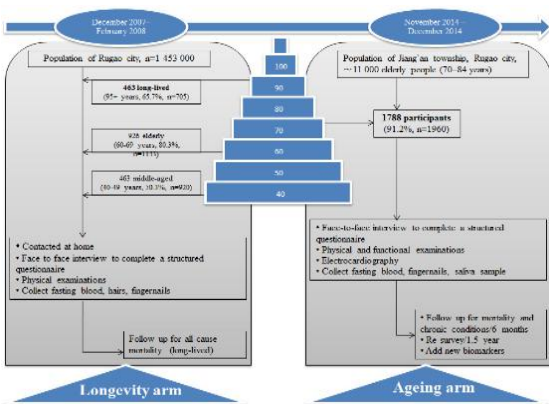 December 2007–
February 2008
November 2014 –
December 2014
Population of Rugao city, n=1 453 000
463 long-lived
(95+ years, 65.7%, n=705)
926 elderly
(60-69 years, 80.3%,
463 middle-aged
n=920)
100
90
80
70
60
50
40
Population of Jiang'an township, Rugao city,
~11 000 elderly people (70–84 years)
1788 participants
(91.2%, n=1960)
• Contacted at home
• Face to face interview to complete a structured
questionnaire
• Physical examinations
• Collect fasting blood, hairs, fingernails
Follow up for all cause
mortality (long-lived)
• Face-to-face interview to complete a structured
questionnaire
• Physical and functional examinations
• Electrocardiography
• Collect fasting blood, fingernails, saliva sample
• Follow up for mortality and
chronic conditions/6 months
• Re survey/1.5 year
• Add new biomarkers
Longevity arm
Ageing arm